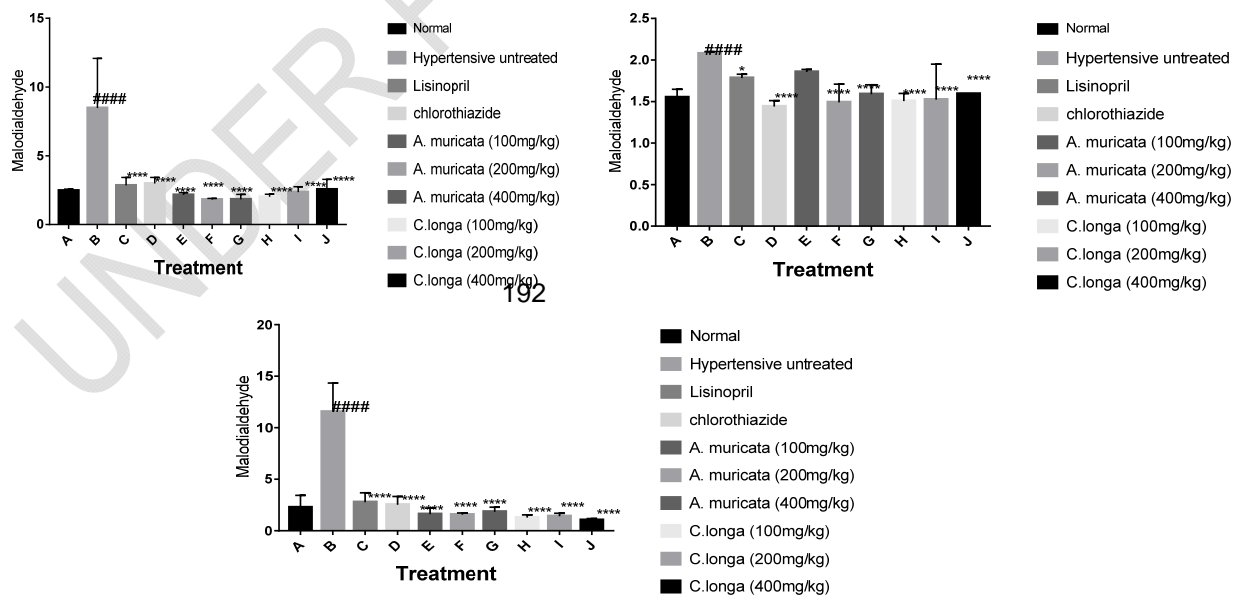 UNDER
15
10
5
0
Malodialdehyde
####
****
****
****
****
****
****
****
****
A
B
C
D
E
F
G
H
I
J
Treatment
Normal
Hypertensive untreated
Lisinopril
chlorothiazide
A. muricata (100mg/kg)
A. muricata (200mg/kg)
A. muricata (400mg/kg)
C.longa (100mg/kg)
C.longa (200mg/kg)
C.longa (400mg/kg)
2.5
2.0
1.5
1.0
0.5
0.0
Malodialdehyde
####
*
****
****
****
****
****
****
A
B
C
D
E
F
G
H
I
J
Treatment
Normal
Hypertensive untreated
Lisinopril
chlorothiazide
A. muricata (100mg/kg)
A. muricata (200mg/kg)
A. muricata (400mg/kg)
C.longa (100mg/kg)
C.longa (200mg/kg)
C.longa (400mg/kg)
192
20
15
10
5
0
Malodialdehyde
####
****
****
****
****
****
****
****
****
A
B
C
D
E
F
G
H
I
J
Treatment
Normal
Hypertensive untreated
Lisinopril
chlorothiazide
A. muricata (100mg/kg)
A. muricata (200mg/kg)
A. muricata (400mg/kg)
C.longa (100mg/kg)
C.longa (200mg/kg)
C.longa (400mg/kg)